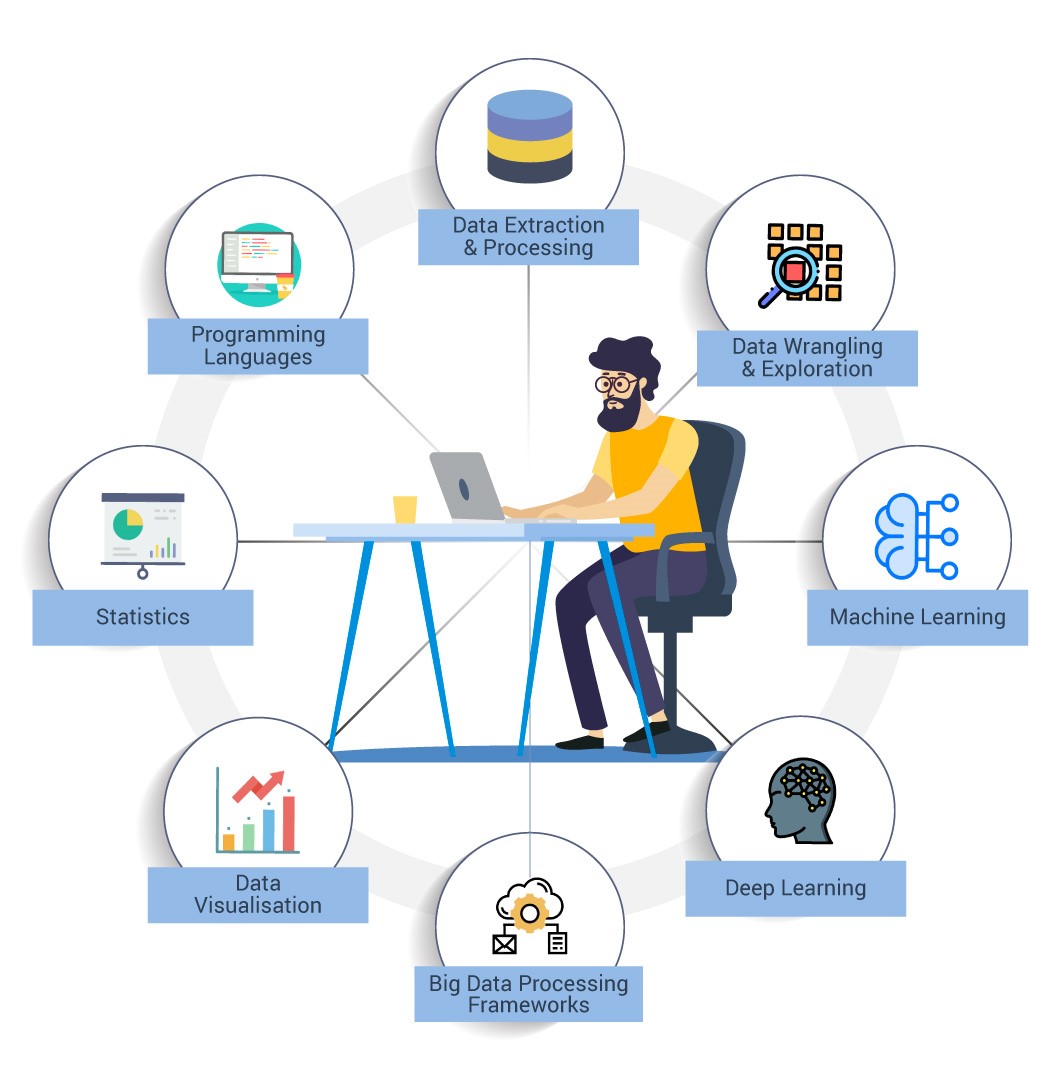 Data Extraction
& Processing
Programming
Languages
Data Wrangling
& Exploration
Statistics
Machine Learning
Data
Visualisation
Deep Learning
Big Data Processing
Frameworks